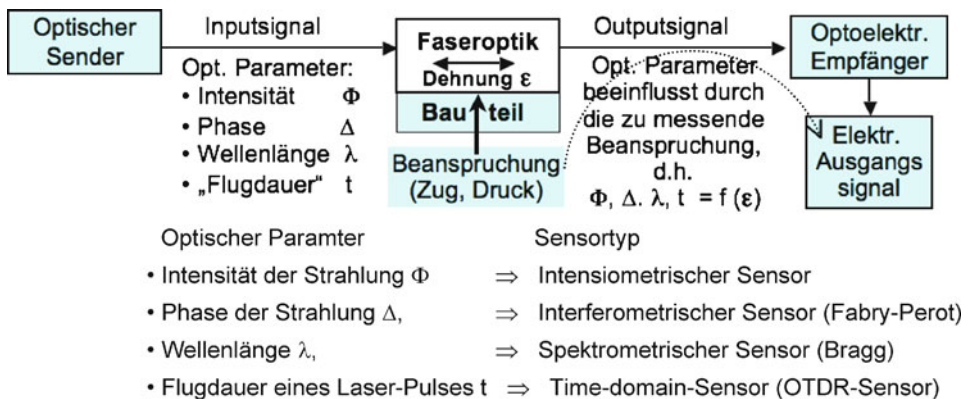 Optischer
Sender
Inputsignal
Opt. Parameter:
• Intensität Φ
• Phase Δ
• Wellenlänge λ
• „Flugdauer" t
Faseroptik
Dehnung ε
Bau teil
Beanspruchung
(Zug, Druck)
Outputsignal
Opt. Parameter
beeinflusst durch
die zu messende
Beanspruchung,
d.h.
Φ, Δ. λ, t = f (ε)
Optoelektr.
Empfänger
Elektr.
Ausgangs
signal
Optischer Paramter Sensortyp
• Intensität der Strahlung Φ ⇒ Intensiometrischer Sensor
• Phase der Strahlung Δ, ⇒ Interferometrischer Sensor (Fabry-Perot)
• Wellenlänge λ, ⇒ Spektrometrischer Sensor (Bragg)
• Flugdauer eines Laser-Pulses t ⇒ Time-domain-Sensor (OTDR-Sensor)